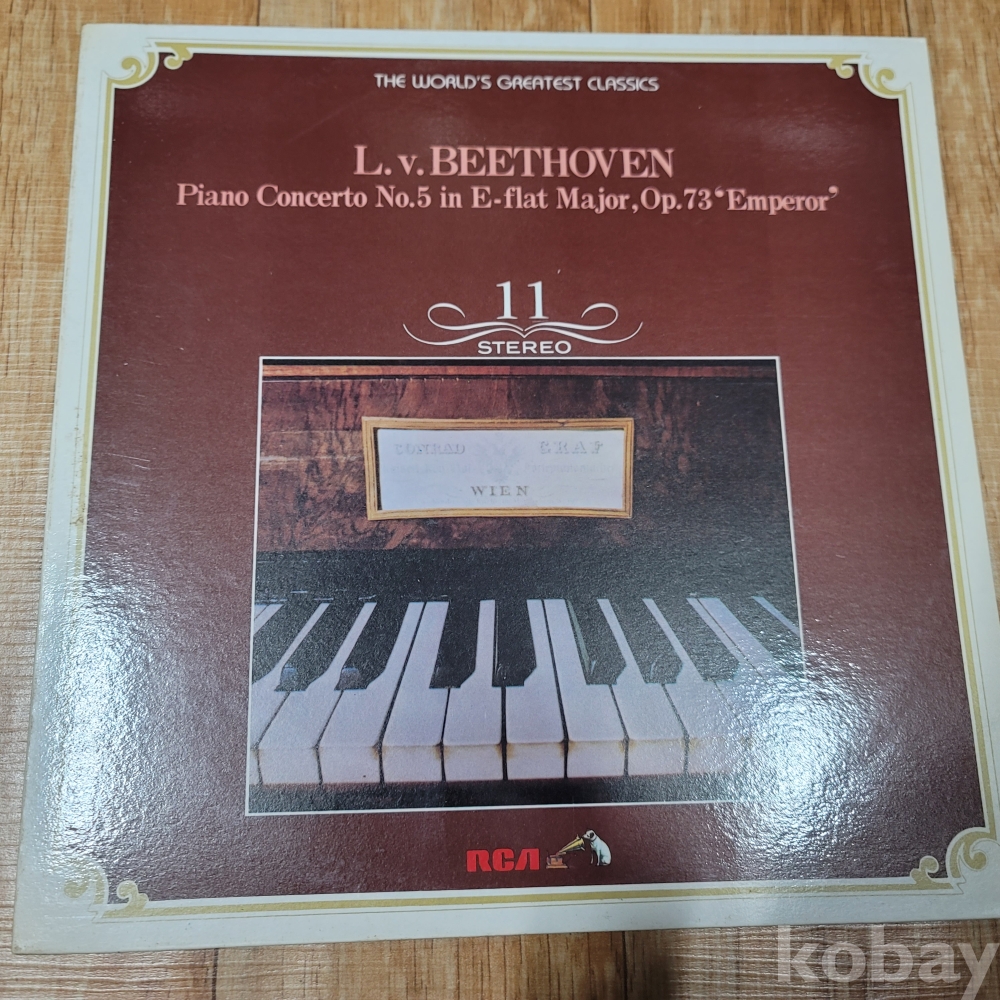 THE WORLD'S GREATEST CLASSICS
L.v.BEETHOVEN
Piano Concerto No.5 in E-flat Major,Op.73‘Emperor’
11
STEREO
CONRAD GRAF
WIEN
RCA
kobay